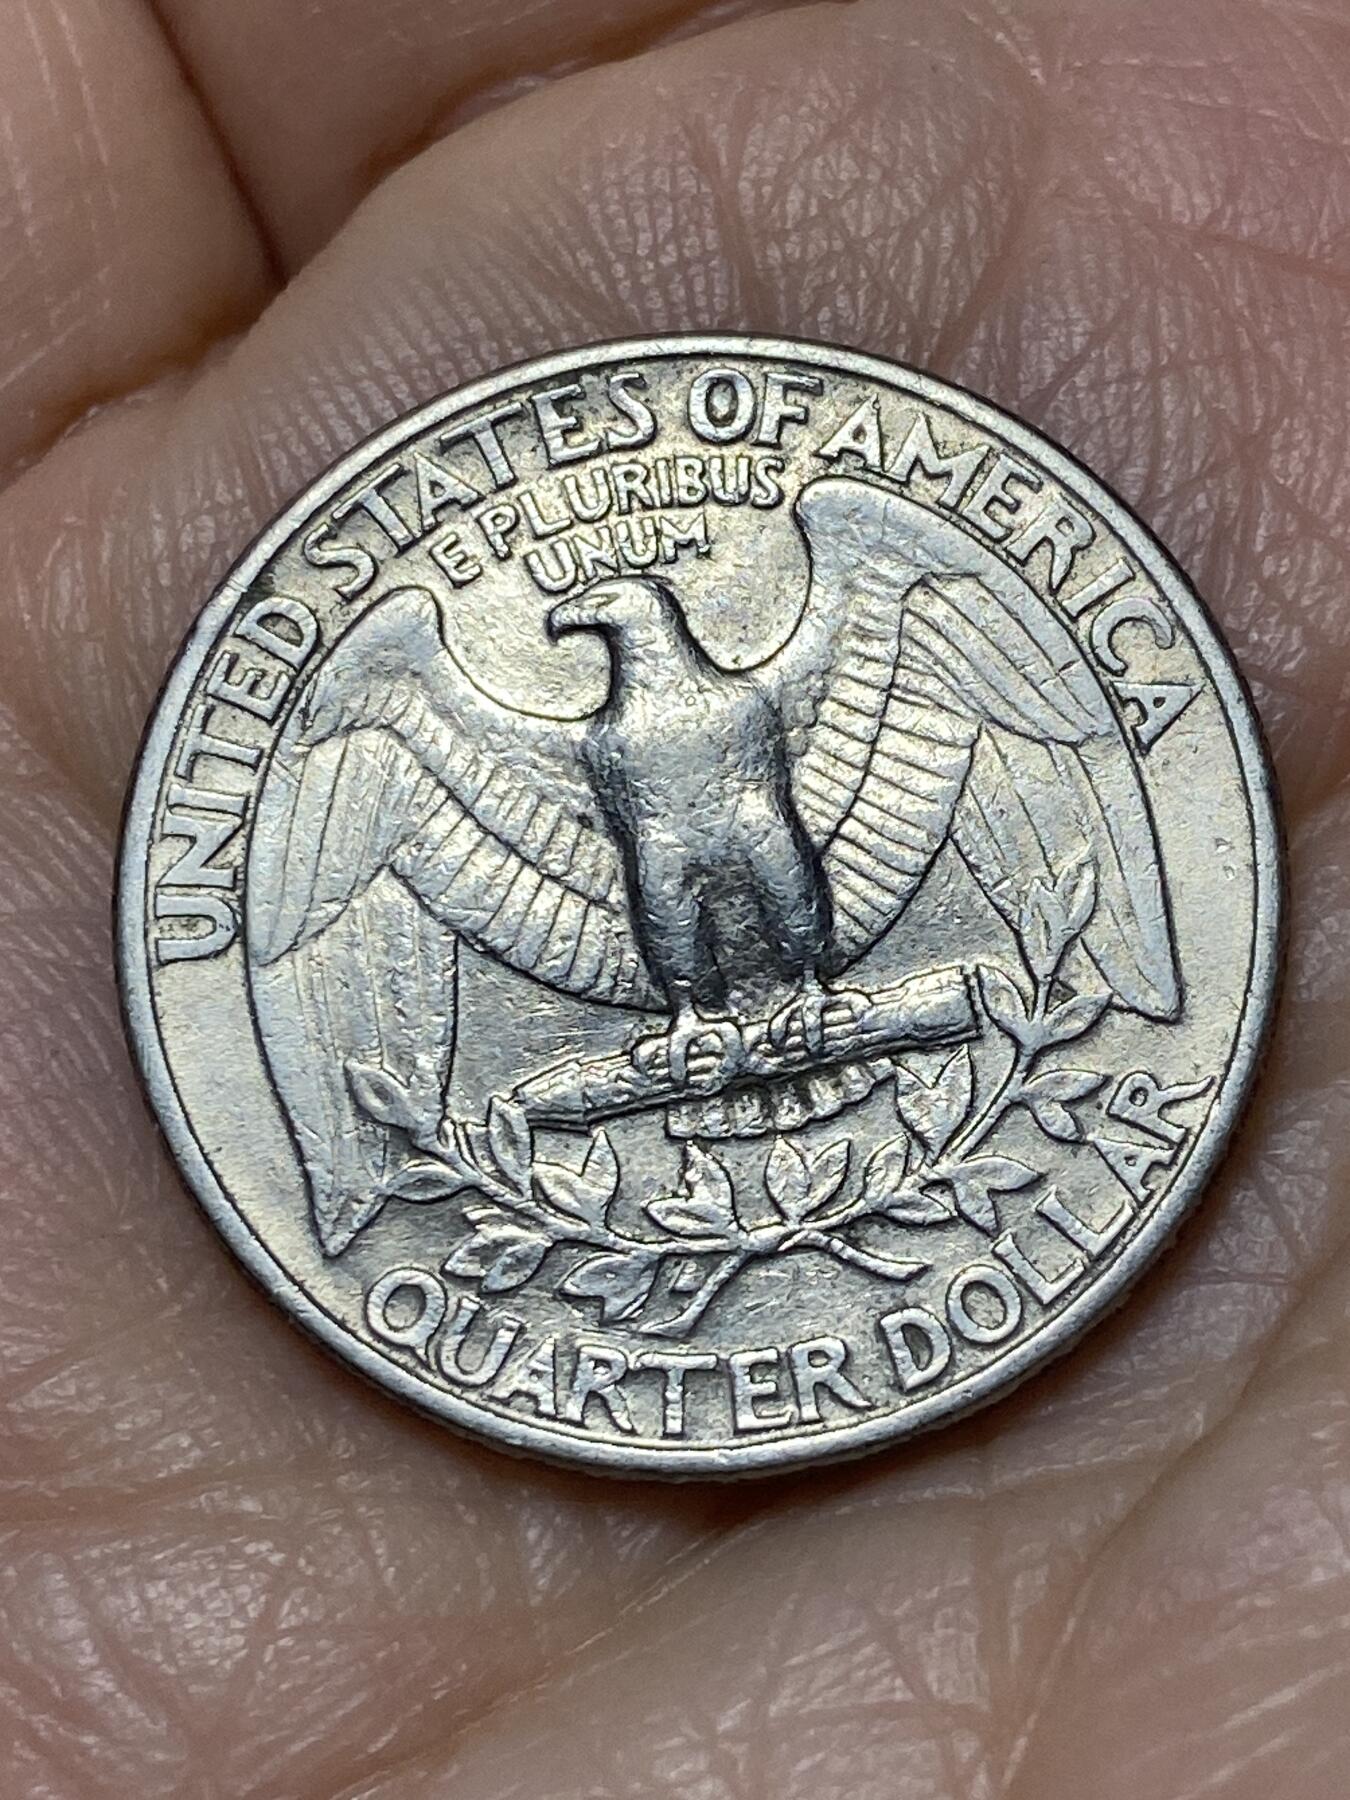 UNITED STATES OF AMERICA
E PLURIBUS
UNUM
QUARTER DOLLAR